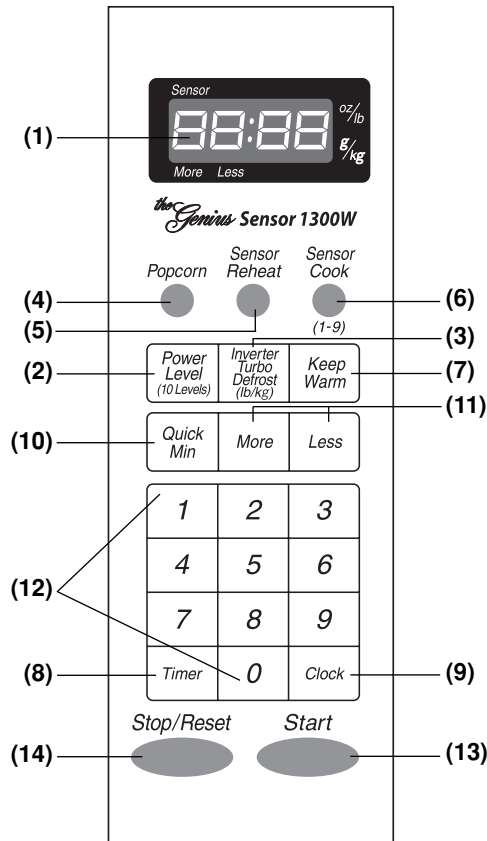 Sensor
88:88
oz/lb
g/kg
(1)
More Less
the Genius Sensor 1300W
Popcorn
Sensor
Reheat
Sensor
Cook
(4)
(5)
(6)
(1-9)
(3)
(2)
Power
Level
(10 Levels)
Inverter
Turbo
Defrost
(lb/kg)
Keep
Warm
(7)
(11)
(10)
Quick
Min
More
Less
1 2 3
4 5 6
(12)
7 8 9
(8)
Timer 0 Clock
(9)
Stop/Reset Start
(14)
(13)